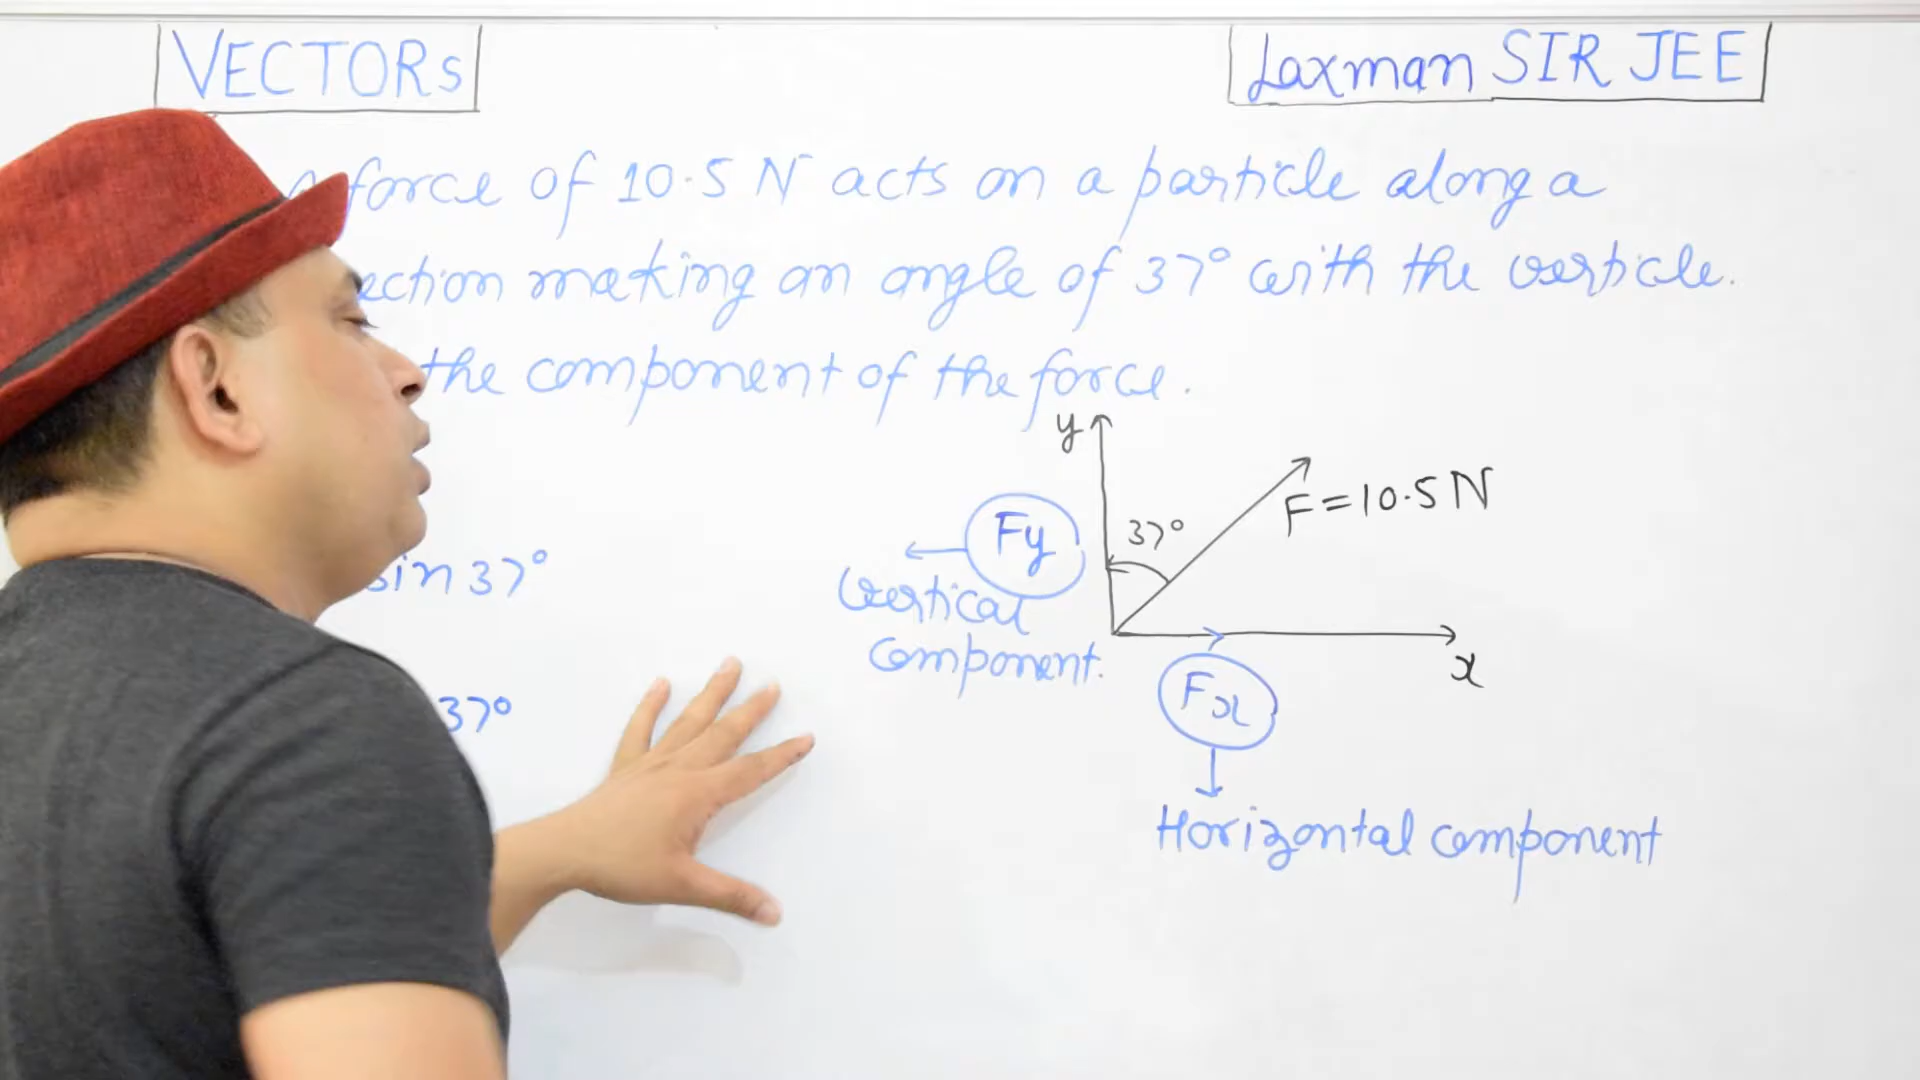 VECTORs
Laxman SIR JEE
force of 10.5 N acts on a particle along a
ection making an angle of 37° with the verticle.
the component of the force.
y
F = 10.5 N
37°
Fy
sin 37°
Vertical
component.
x
Fx
37°
Horizontal component